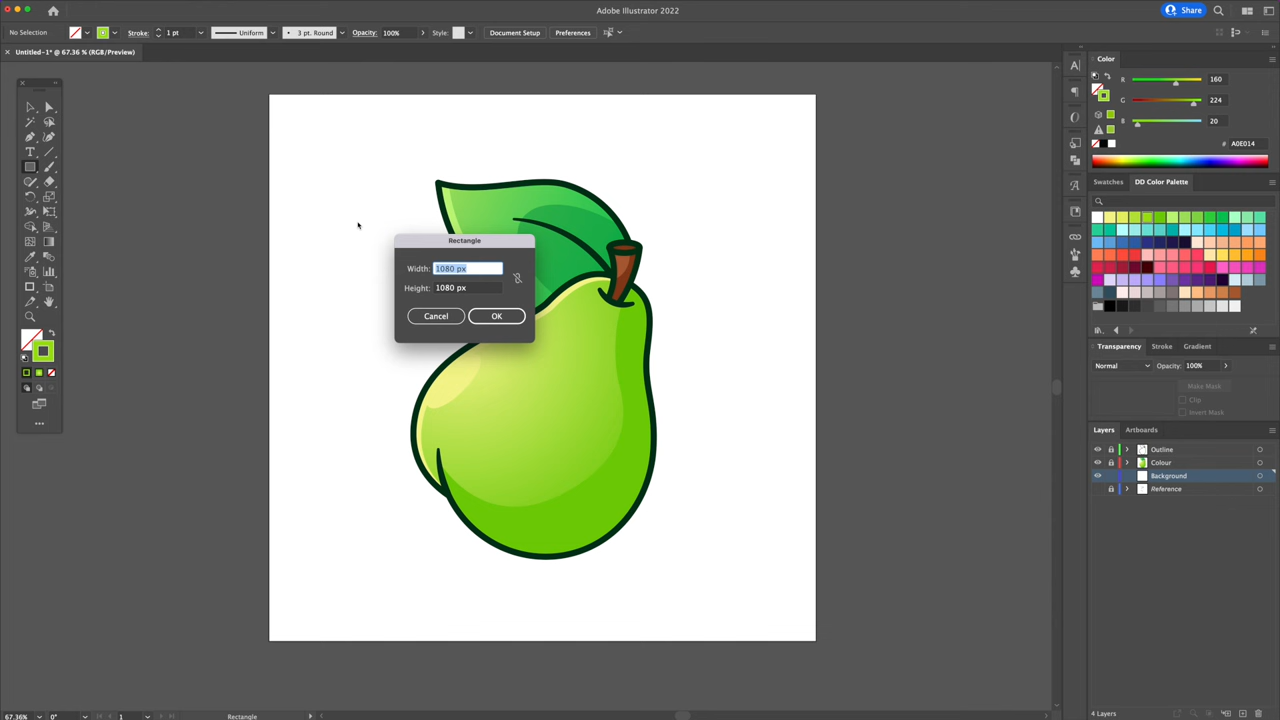 Adobe Illustrator 2022
Share
No Selection
Stroke:
1 pt
Uniform
3 pt. Round
Opacity:
100%
Style:
Document Setup
Preferences
Untitled-1* @ 67.36 % (RGB/Preview)
Color
R
160
G
224
B
20
#
A0E014
Swatches
DD Color Palette
Rectangle
Width:
1080 px
Height:
1080 px
Cancel
OK
Transparency
Stroke
Gradient
Normal
Opacity:
100%
Make Mask
Clip
Invert Mask
Layers
Artboards
Outline
Colour
Background
Reference
4 Layers
67.36%
0°
1
Rectangle